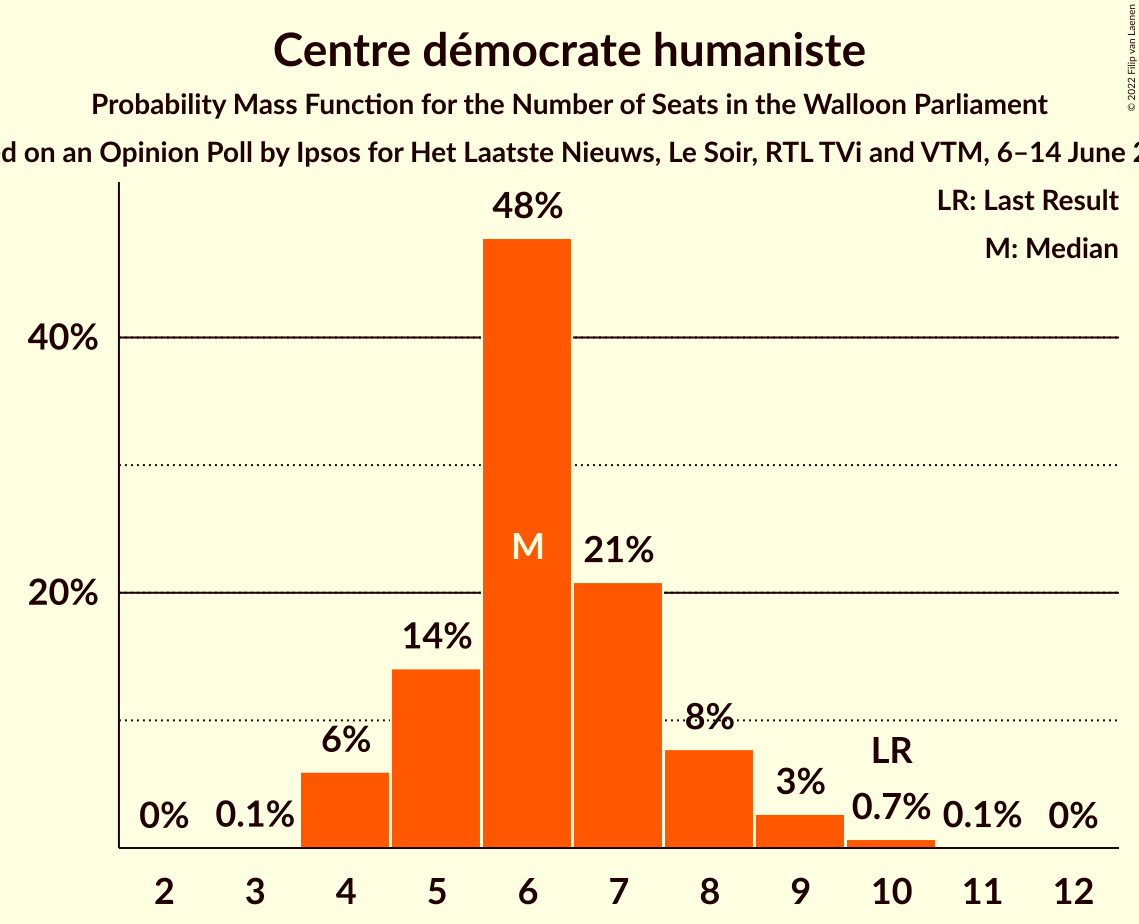 Centre démocrate humaniste
Probability Mass Function for the Number of Seats in the Walloon Parliament
on an Opinion Poll by Ipsos for Het Laatste Nieuws, Le Soir, RTL TVi and VTM, 6–14 June
© 2022 Filip van Laenen
LR: Last Result
M: Median
48%
40%
M
21%
20%
14%
8%
6%
LR
3%
0% 0.1% 0.7% 0.1% 0%
2 3 4 5 6 7 8 9 10 11 12